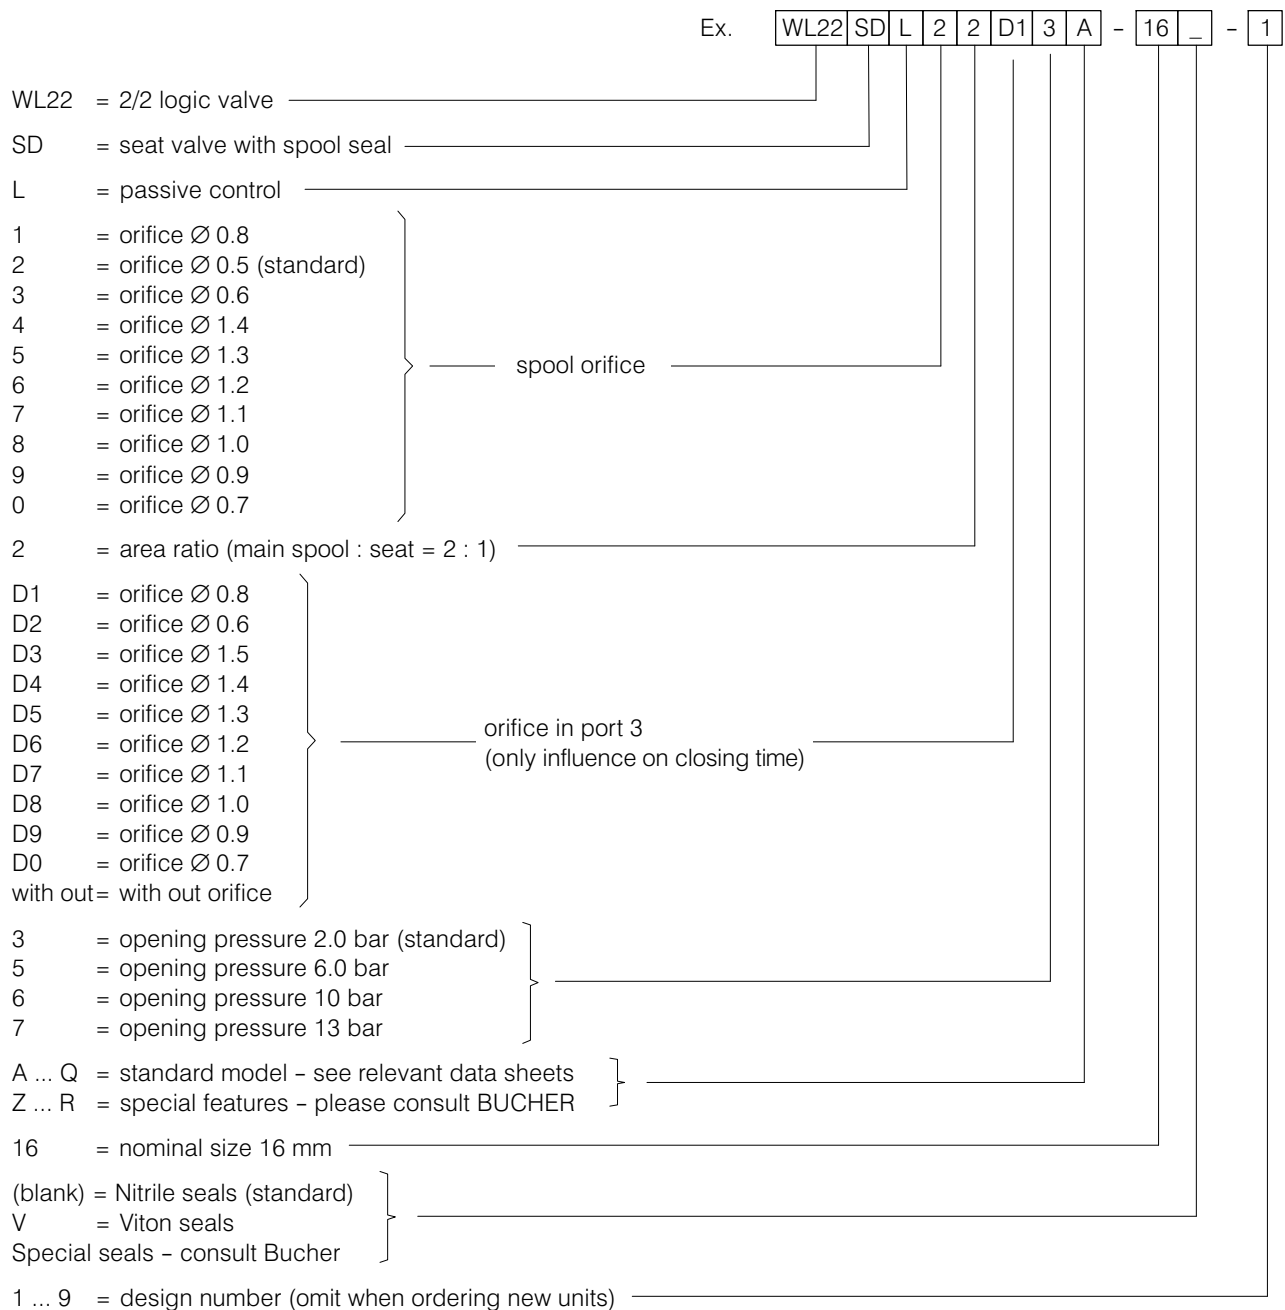 Ex. WL22 SD L 2 2 D1 3 A - 16 _ - 1
WL22 = 2/2 logic valve
SD = seat valve with spool seal
L = passive control
1 = orifice ∅ 0.8
2 = orifice ∅ 0.5 (standard)
3 = orifice ∅ 0.6
4 = orifice ∅ 1.4
5 = orifice ∅ 1.3
6 = orifice ∅ 1.2
7 = orifice ∅ 1.1
8 = orifice ∅ 1.0
9 = orifice ∅ 0.9
0 = orifice ∅ 0.7
spool orifice
2 = area ratio (main spool : seat = 2 : 1)
D1 = orifice ∅ 0.8
D2 = orifice ∅ 0.6
D3 = orifice ∅ 1.5
D4 = orifice ∅ 1.4
D5 = orifice ∅ 1.3
D6 = orifice ∅ 1.2
D7 = orifice ∅ 1.1
D8 = orifice ∅ 1.0
D9 = orifice ∅ 0.9
D0 = orifice ∅ 0.7
with out= with out orifice
orifice in port 3
(only influence on closing time)
3 = opening pressure 2.0 bar (standard)
5 = opening pressure 6.0 bar
6 = opening pressure 10 bar
7 = opening pressure 13 bar
A ... Q = standard model - see relevant data sheets
Z ... R = special features - please consult BUCHER
16 = nominal size 16 mm
(blank) = Nitrile seals (standard)
V = Viton seals
Special seals - consult Bucher
1 ... 9 = design number (omit when ordering new units)